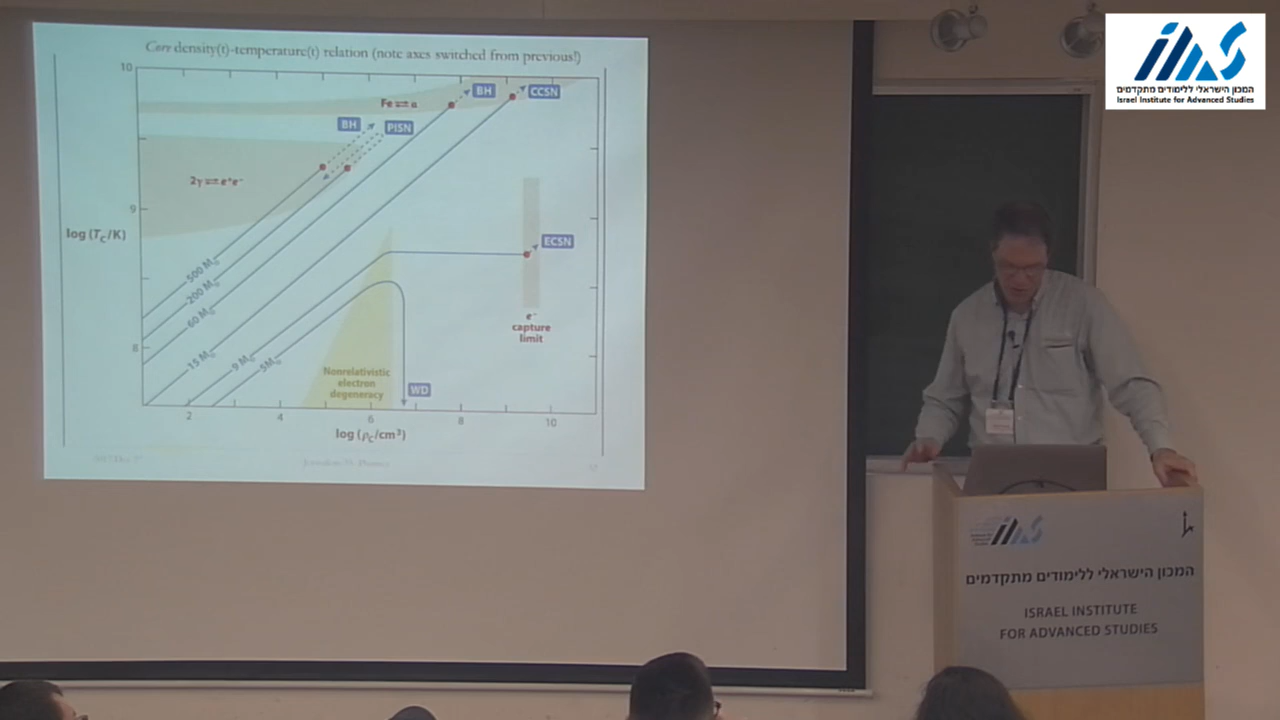 Core density(t)-temperature(t) relation (note axes switched from previous!)
10
9
8
log (T_C/K)
Fe⇌α
BH
CCSN
BH
PISN
2γ⇌e⁺e⁻
500 M⊙
200 M⊙
60 M⊙
15 M⊙
9 M⊙
5M⊙
ECSN
e⁻
capture
limit
Nonrelativistic
electron
degeneracy
WD
2
4
6
8
10
log (ρ_C/cm³)
המכון הישראלי ללימודים מתקדמים
Israel Institute for Advanced Studies
המכון הישראלי ללימודים מתקדמים
ISRAEL INSTITUTE
FOR ADVANCED STUDIES